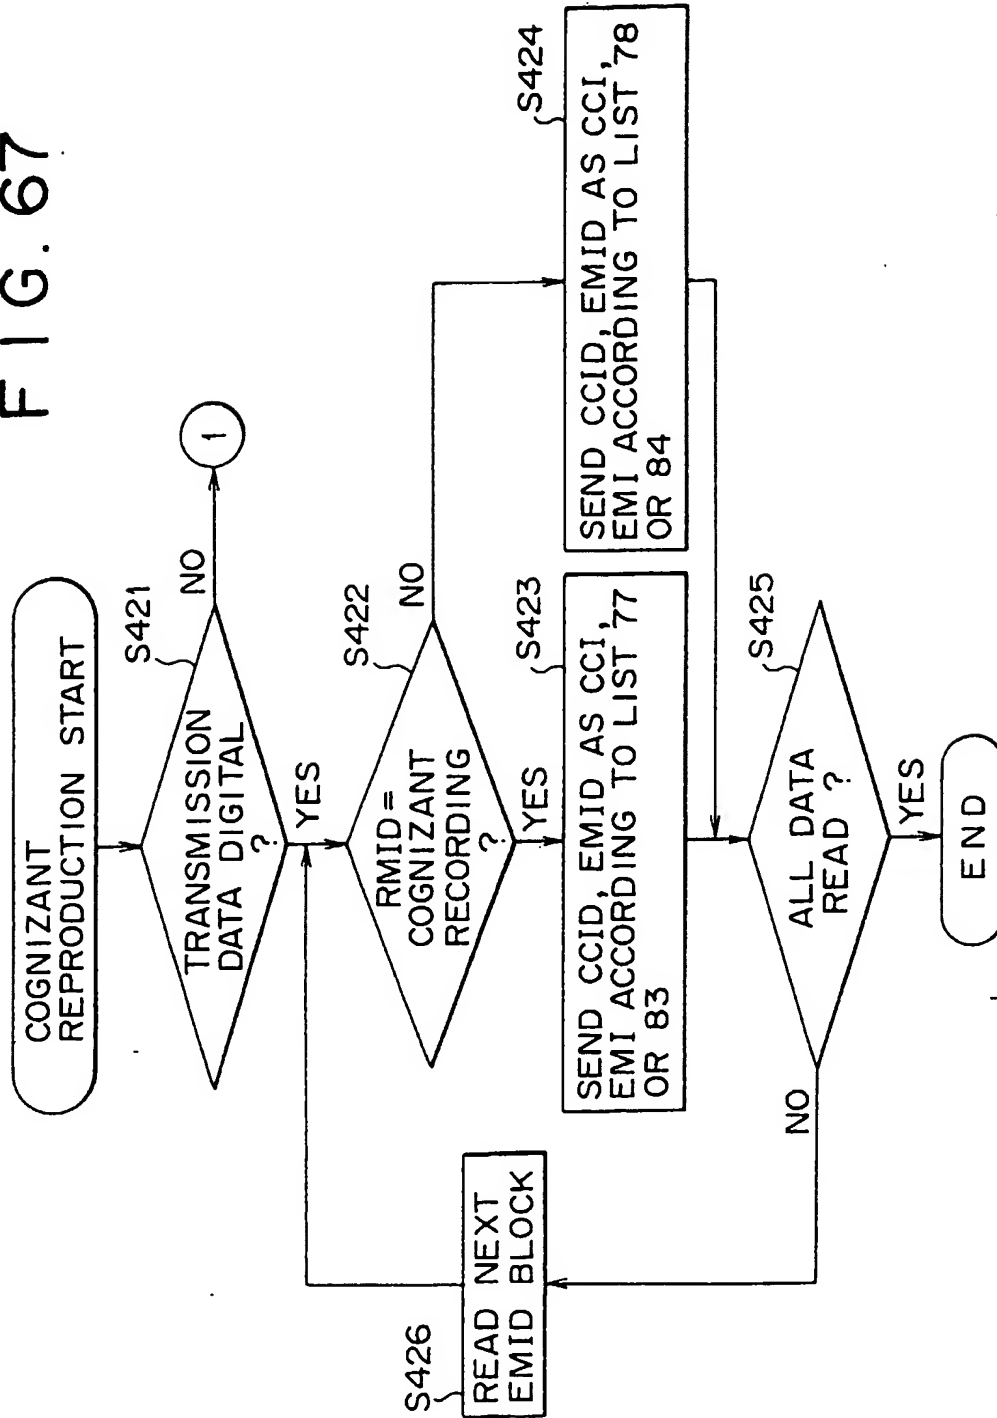 FIG. 67
COGNIZANT
REPRODUCTION START
S421
TRANSMISSION
DATA DIGITAL
?
NO
1
YES
S422
RMID=
COGNIZANT
RECORDING
?
NO
YES
S423
SEND CCID, EMID AS CCI,
EMI ACCORDING TO LIST 77
OR 83
S424
SEND CCID, EMID AS CCI,
EMI ACCORDING TO LIST 78
OR 84
S425
ALL DATA
READ ?
NO
YES
S426
READ NEXT
EMID BLOCK
END